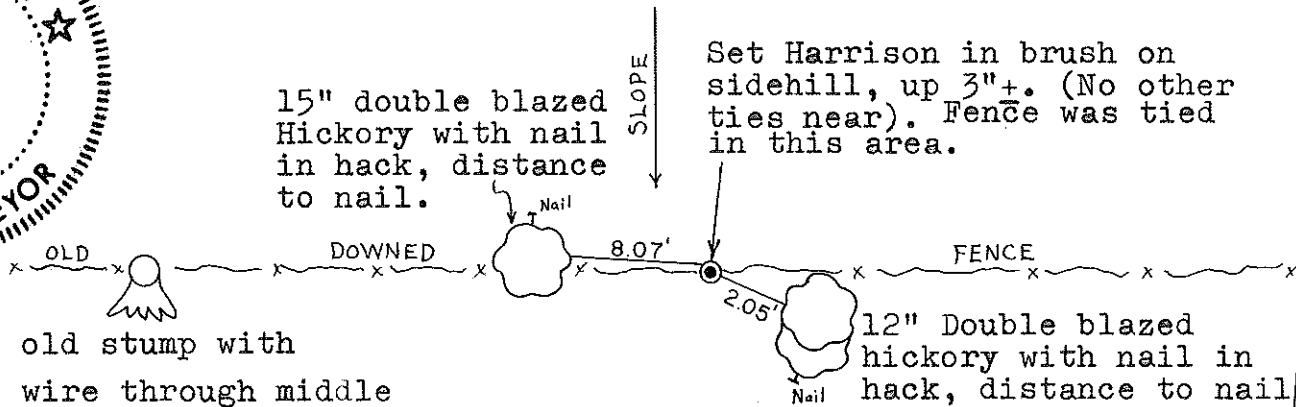 YEYOR
15" double blazed
Hickory with nail
in hack, distance
to nail.
SLOPE
Set Harrison in brush on
sidehill, up 3"±. (No other
ties near). Fence was tied
in this area.
Nail
OLD
DOWNED
8.07'
FENCE
2.05'
old stump with
wire through middle
12" Double blazed
hickory with nail in
hack, distance to nail
Nail